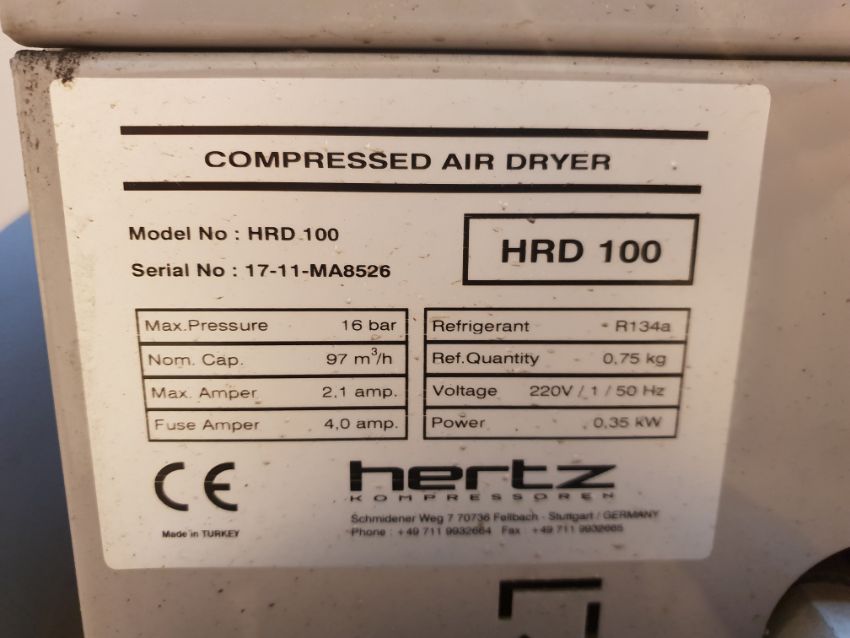 COMPRESSED AIR DRYER
Model No : HRD 100
Serial No : 17-11-MA8526
HRD 100
Max.Pressure 16 bar
Nom. Cap. 97 m³/h
Max. Amper 2,1 amp.
Fuse Amper 4,0 amp.
Refrigerant R134a
Ref.Quantity 0,75 kg
Voltage 220V / 1 / 50 Hz
Power 0,35 kW
CE
Made in TURKEY
hertz
KOMPRESSOREN
Schmidener Weg 7 70736 Fellbach - Stuttgart / GERMANY
Phone : +49 711 9932664 Fax : +49 711 9932665